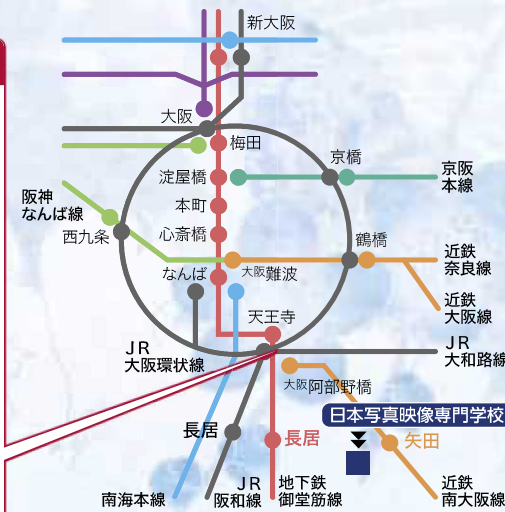 新大阪
大阪
梅田
京橋
淀屋橋
京阪
本線
本町
阪神
なんば線
西九条
心斎橋
鶴橋
近鉄
奈良線
なんば
大阪難波
近鉄
大阪線
天王寺
JR
大阪環状線
JR
大和路線
大阪阿部野橋
日本写真映像専門学校
長居
長居
矢田
南海本線
JR
阪和線
地下鉄
御堂筋線
近鉄
南大阪線